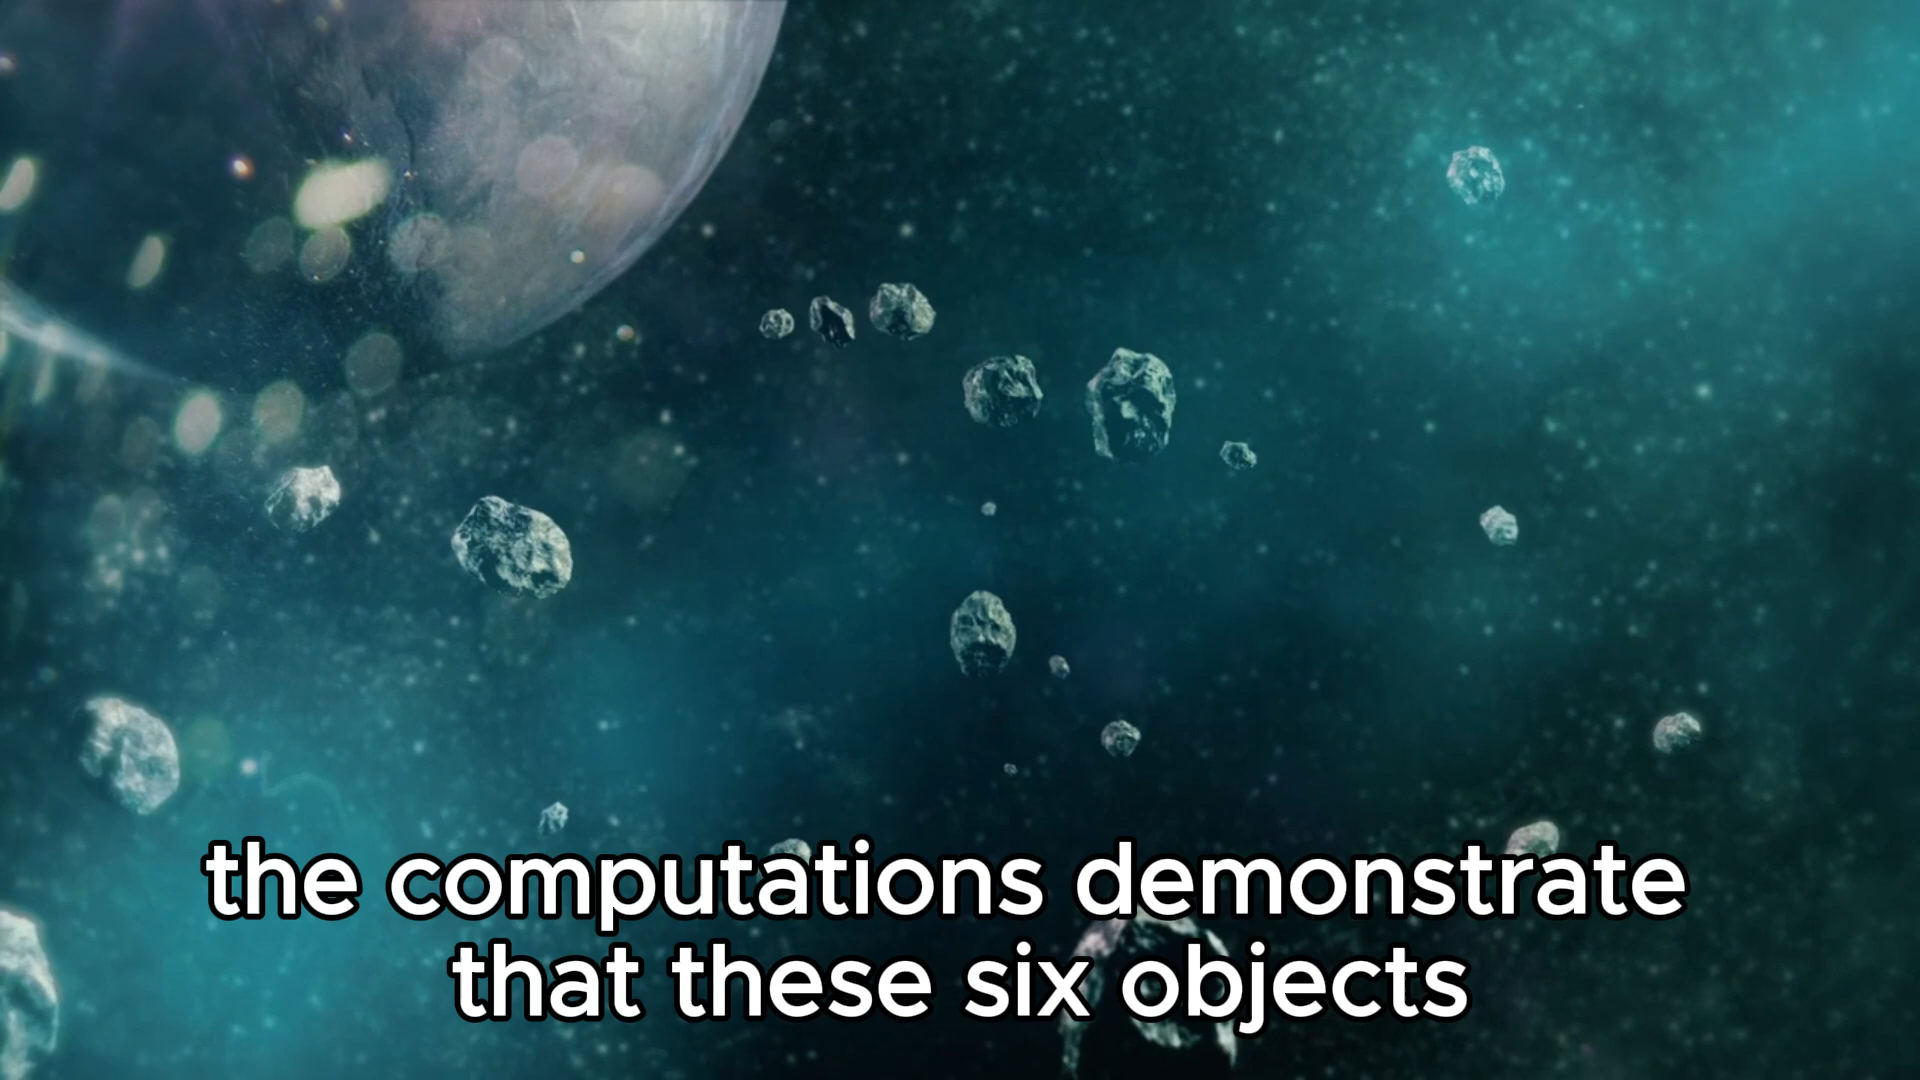 the computations demonstrate
that these six objects